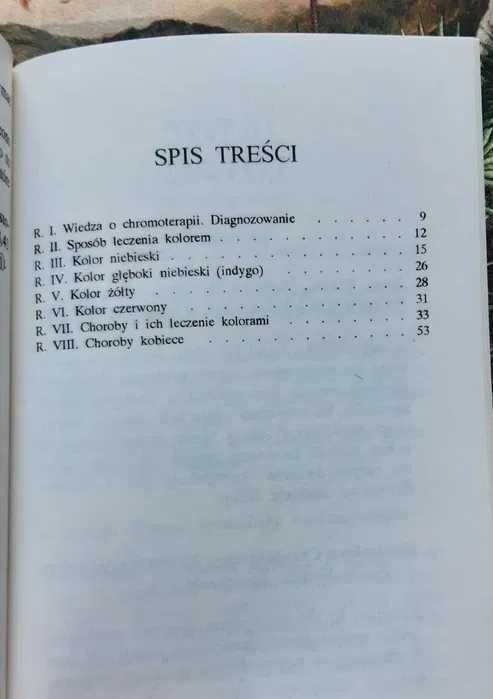 SPIS TREŚCI
R. I. Wiedza o chromoterapii. Diagnozowanie . . . . . . 9
R. II. Sposób leczenia kolorem . . . . . . . . . . . . 12
R. III. Kolor niebieski . . . . . . . . . . . . . . . 15
R. IV. Kolor głęboki niebieski (indygo) . . . . . . . . 26
R. V. Kolor żółty . . . . . . . . . . . . . . . . 28
R. VI. Kolor czerwony . . . . . . . . . . . . . . 31
R. VII. Choroby i ich leczenie kolorami . . . . . . . . 33
R. VIII. Choroby kobiece . . . . . . . . . . . . . 53